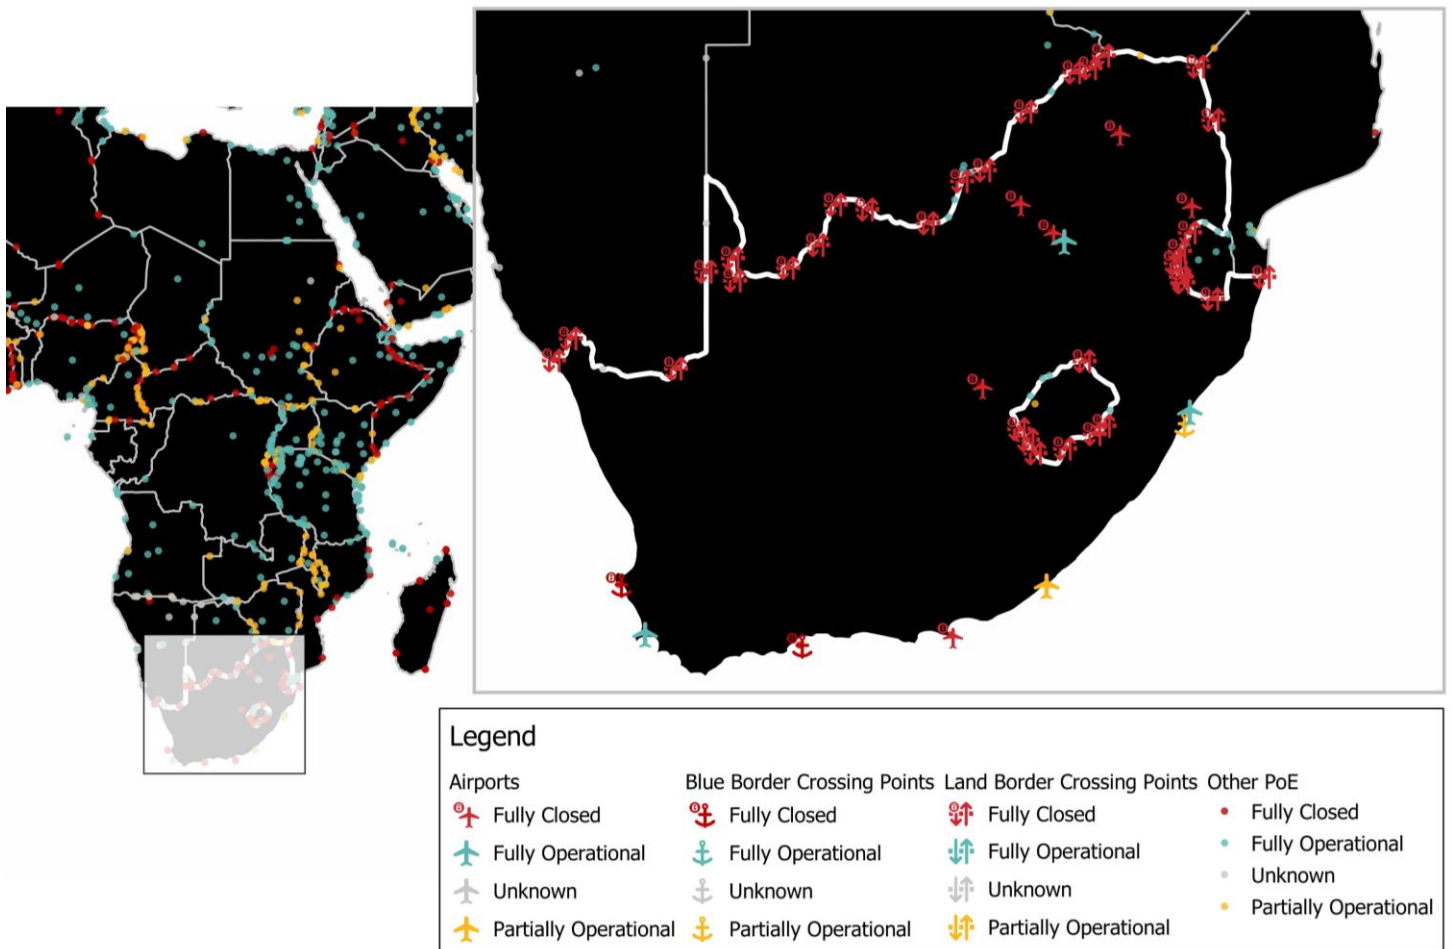 Legend
Airports Blue Border Crossing Points Land Border Crossing Points Other PoE
Fully Closed Fully Closed Fully Closed Fully Closed
Fully Operational Fully Operational Fully Operational Fully Operational
Unknown Unknown Unknown Unknown
Partially Operational Partially Operational Partially Operational Partially Operational